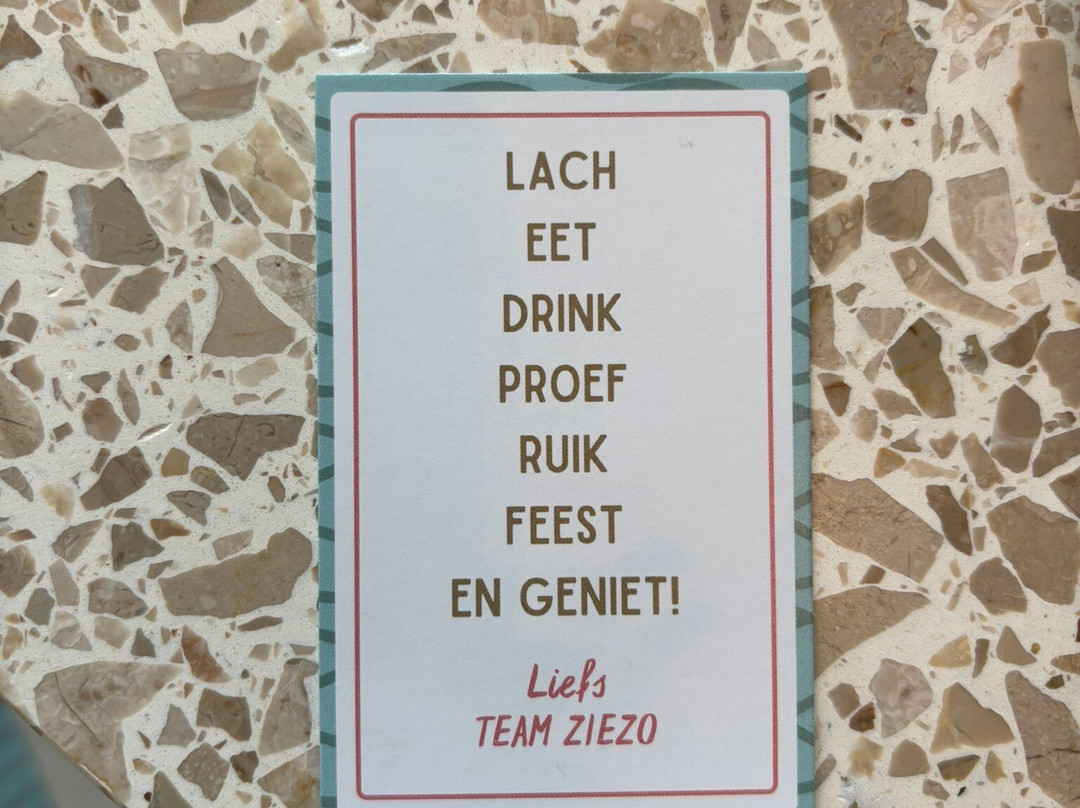 LACH
EET
DRINK
PROEF
RUIK
FEEST
EN GENIET!
Liefs
TEAM ZIEZO